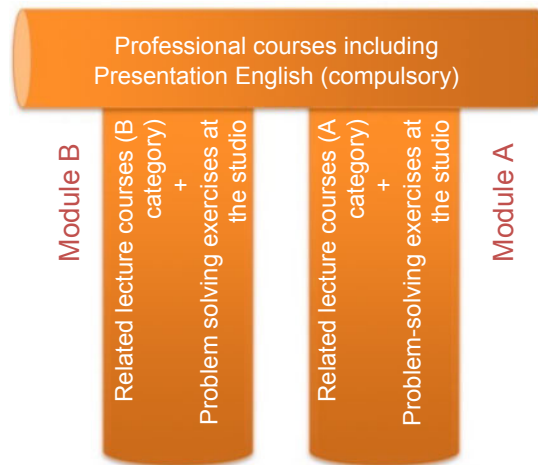 Professional courses including
Presentation English (compulsory)
Module B
Related lecture courses (B
category)
+
Problem solving exercises at
the studio
Related lecture courses (A
category)
+
Problem-solving exercises at
the studio
Module A